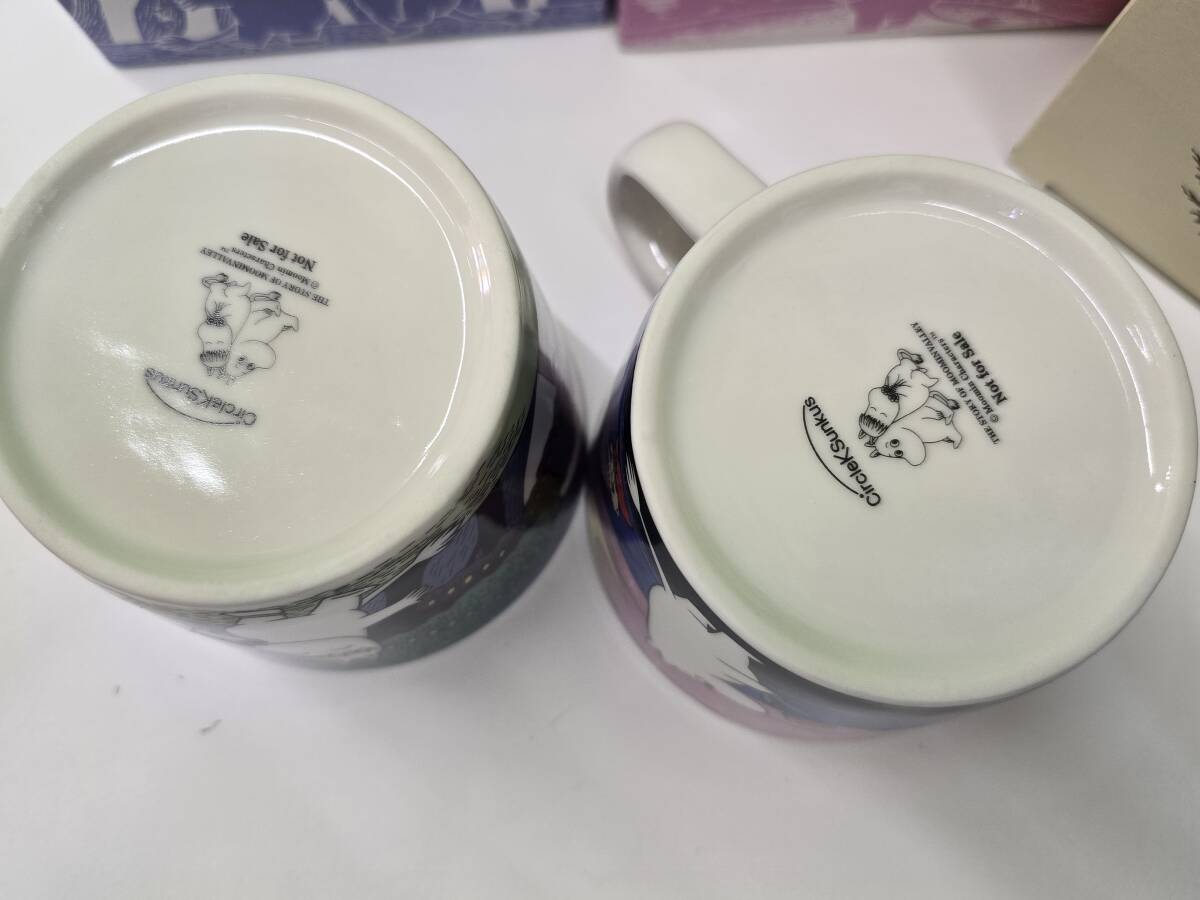 CircleKSunkus
THE STORY OF MOOMINVALLEY
© Moomin Characters™
Not for Sale
CircleKSunkus
THE STORY OF MOOMINVALLEY
© Moomin Characters™
Not for Sale